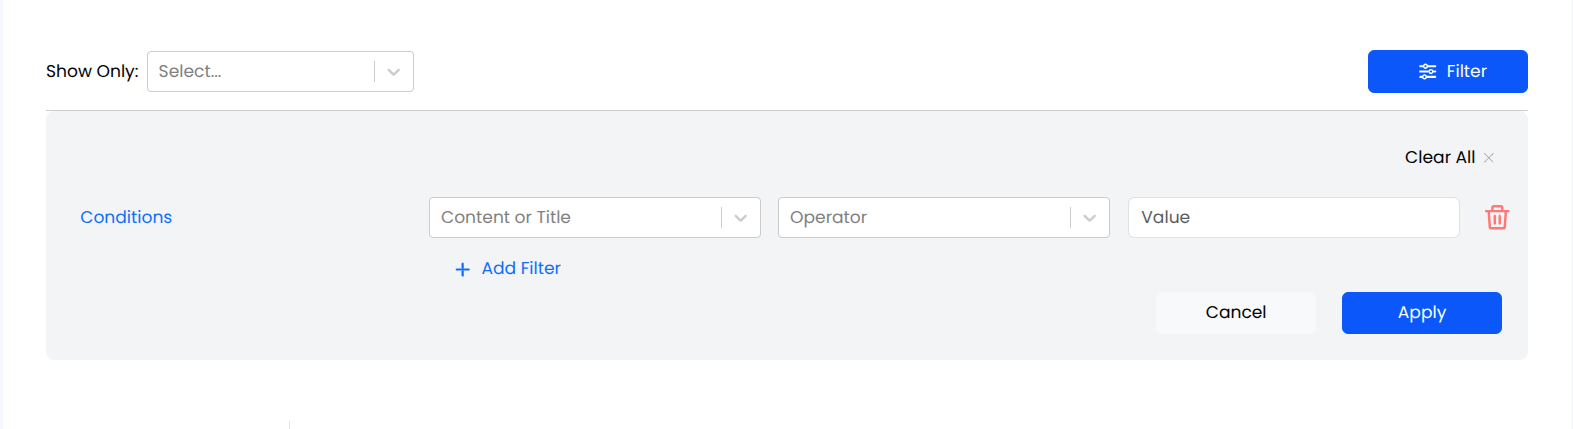 Show Only: Select... Filter
Clear All
Conditions Content or Title Operator Value
Add Filter
Cancel Apply